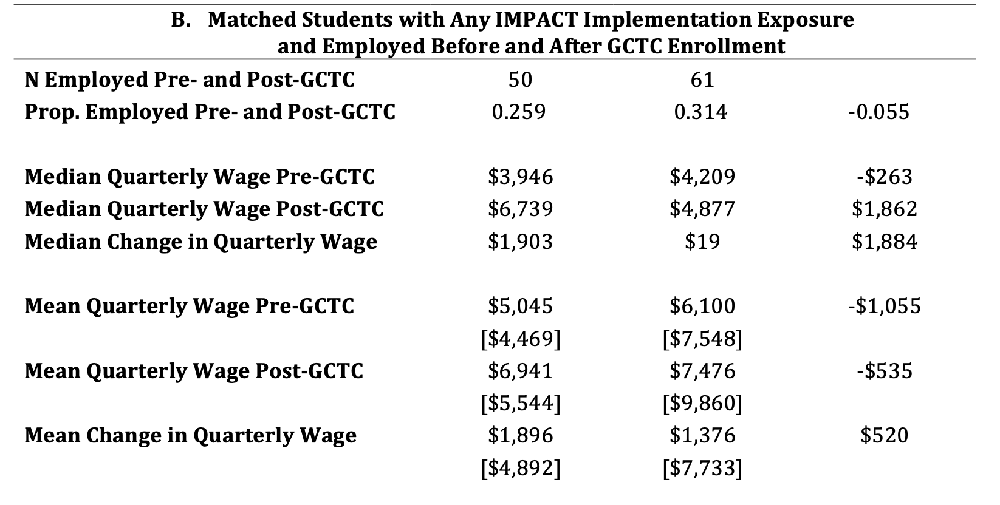 B. Matched Students with Any IMPACT Implementation Exposure
and Employed Before and After GCTC Enrollment
N Employed Pre- and Post-GCTC 50 61
Prop. Employed Pre- and Post-GCTC 0.259 0.314 -0.055
Median Quarterly Wage Pre-GCTC $3,946 $4,209 -$263
Median Quarterly Wage Post-GCTC $6,739 $4,877 $1,862
Median Change in Quarterly Wage $1,903 $19 $1,884
Mean Quarterly Wage Pre-GCTC $5,045 $6,100 -$1,055
[$4,469] [$7,548]
Mean Quarterly Wage Post-GCTC $6,941 $7,476 -$535
[$5,544] [$9,860]
Mean Change in Quarterly Wage $1,896 $1,376 $520
[$4,892] [$7,733]